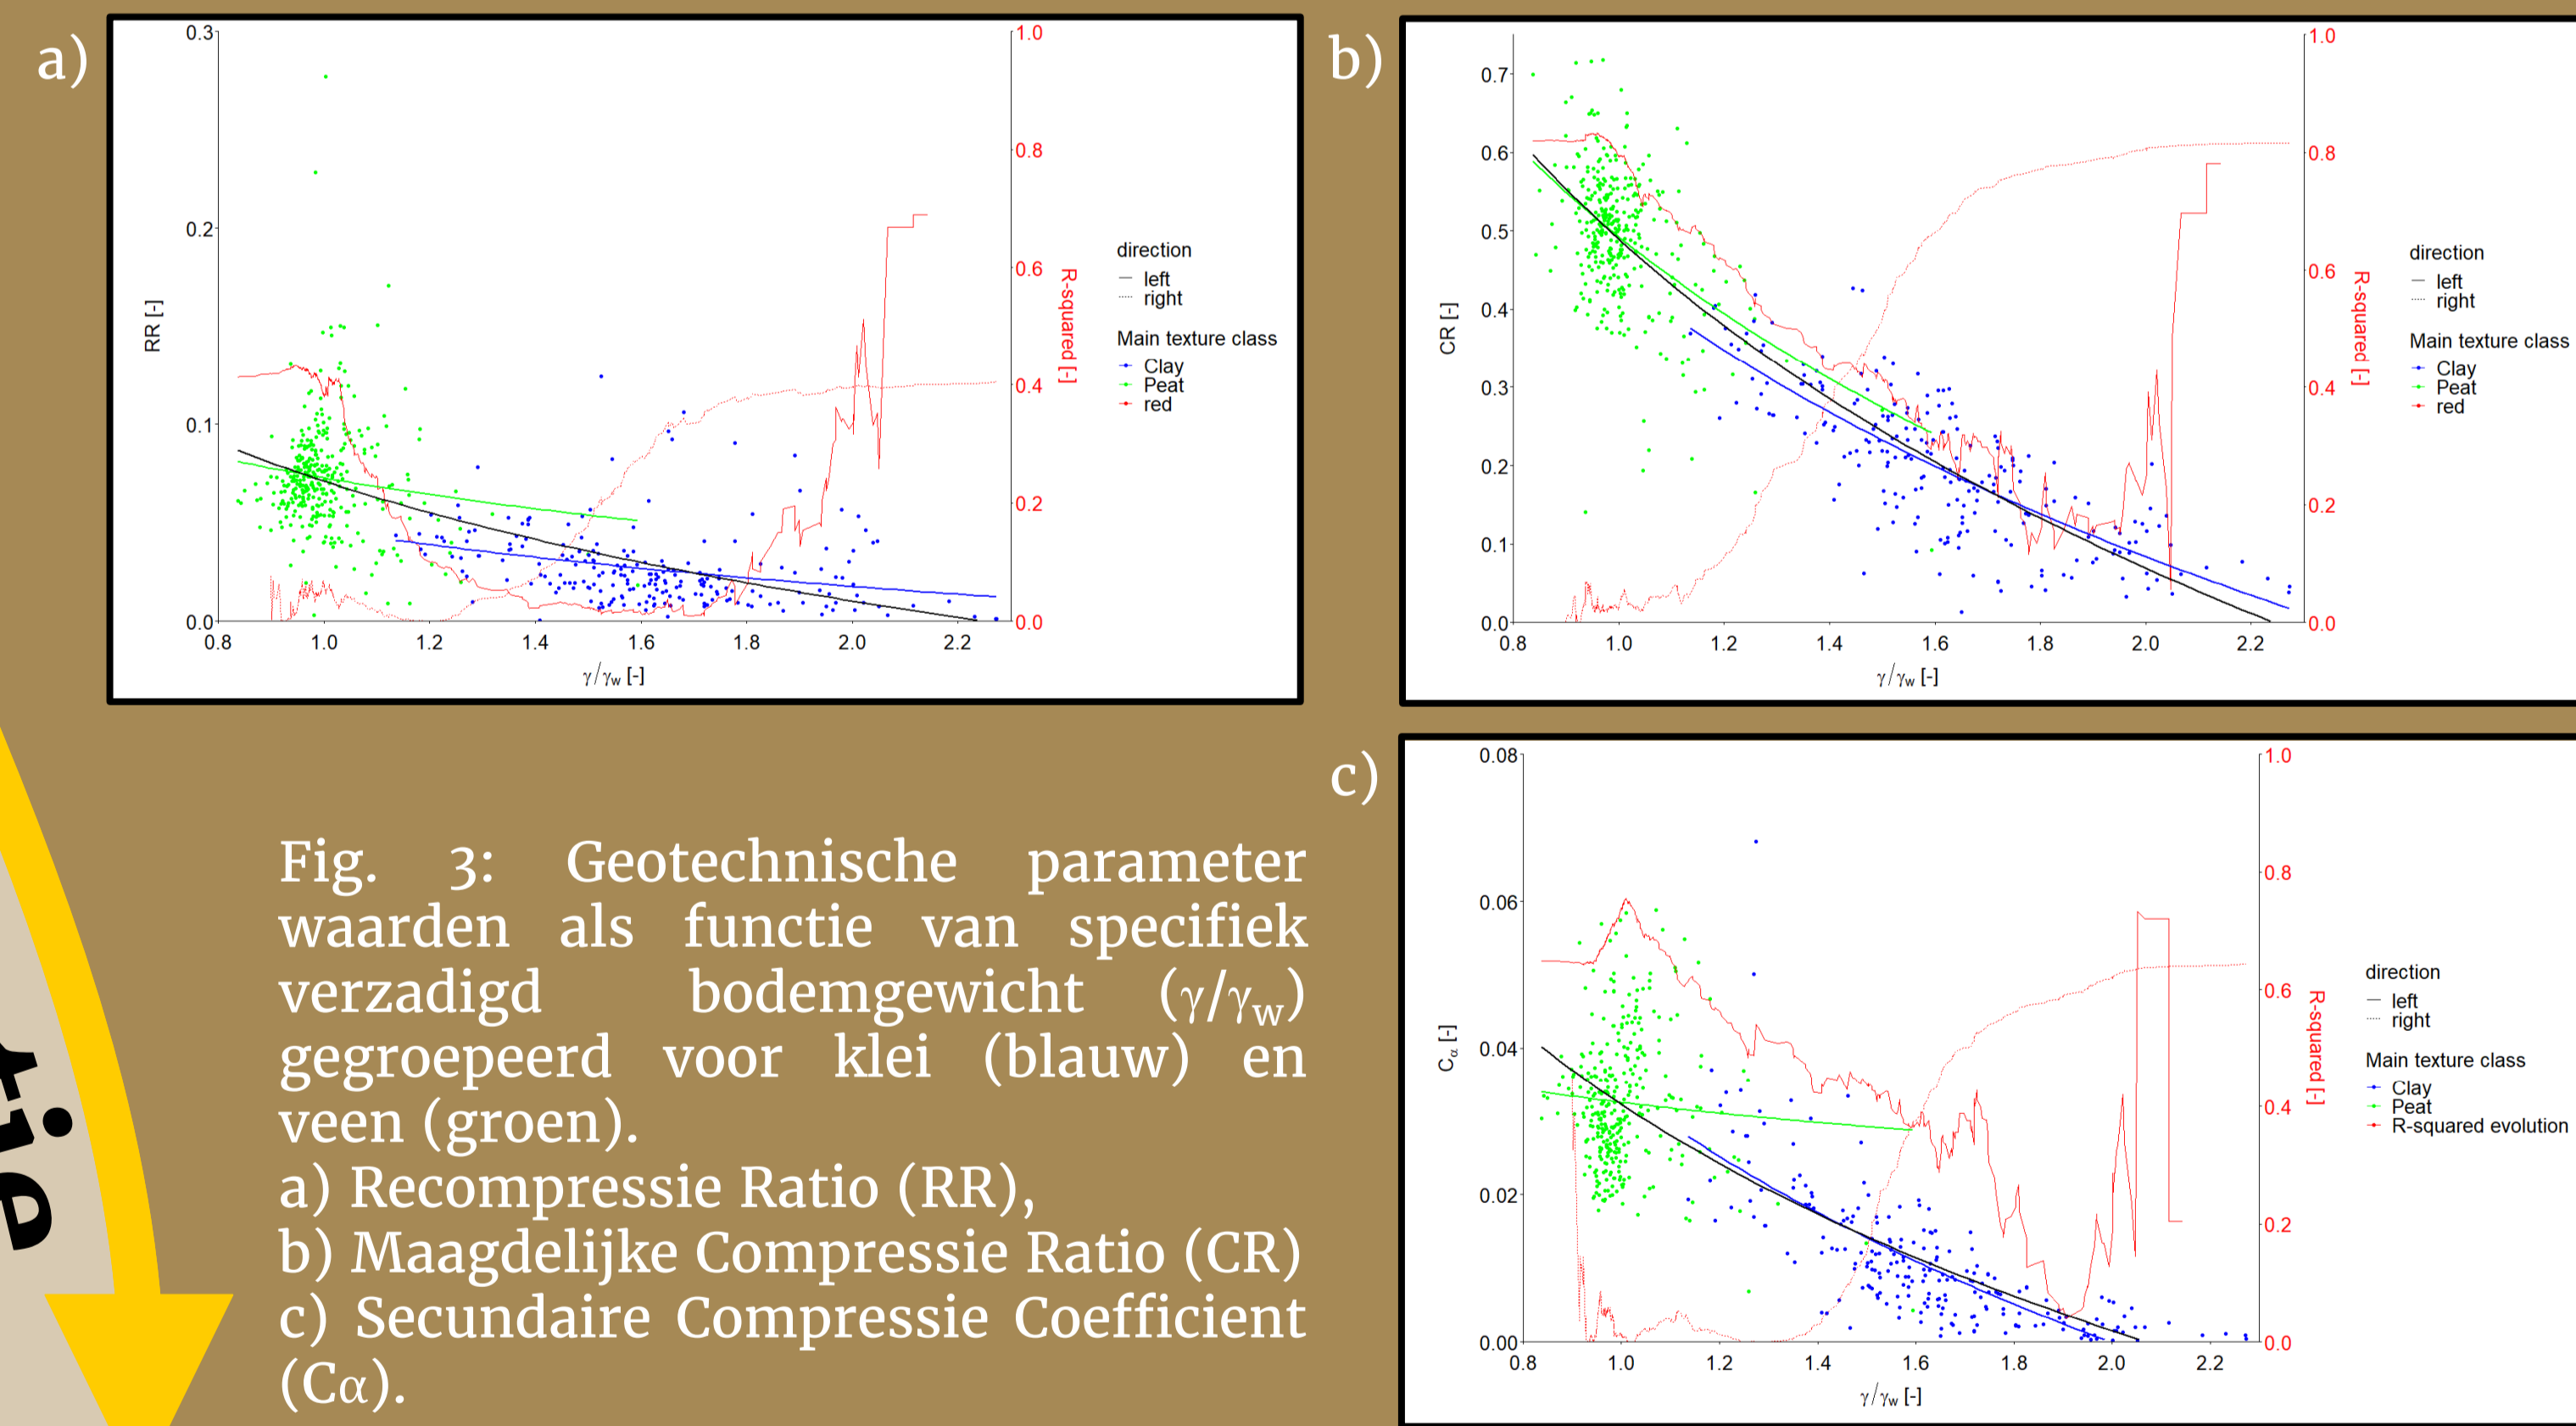 a)
0.3
0.2
0.1
0.0
RR [-]
0.8 1.0 1.2 1.4 1.6 1.8 2.0 2.2
γ/γw [-]
1.0
0.8
0.6
0.4
0.2
0.0
R-squared [-]
direction
left
right
Main texture class
Clay
Peat
red
b)
0.7
0.6
0.5
0.4
0.3
0.2
0.1
0.0
CR [-]
0.8 1.0 1.2 1.4 1.6 1.8 2.0 2.2
γ/γw [-]
1.0
0.8
0.6
0.4
0.2
0.0
R-squared [-]
direction
left
right
Main texture class
Clay
Peat
red
Fig. 3: Geotechnische parameter
waarden als functie van specifiek
verzadigd bodemgewicht (γ/γw)
gegroepeerd voor klei (blauw) en
veen (groen).
a) Recompressie Ratio (RR),
b) Maagdelijke Compressie Ratio (CR)
c) Secundaire Compressie Coefficient
(Cα).
c)
0.08
0.06
0.04
0.02
0.00
Cα [-]
0.8 1.0 1.2 1.4 1.6 1.8 2.0 2.2
γ/γw [-]
1.0
0.8
0.6
0.4
0.2
0.0
R-squared [-]
direction
left
right
Main texture class
Clay
Peat
R-squared evolution
tie